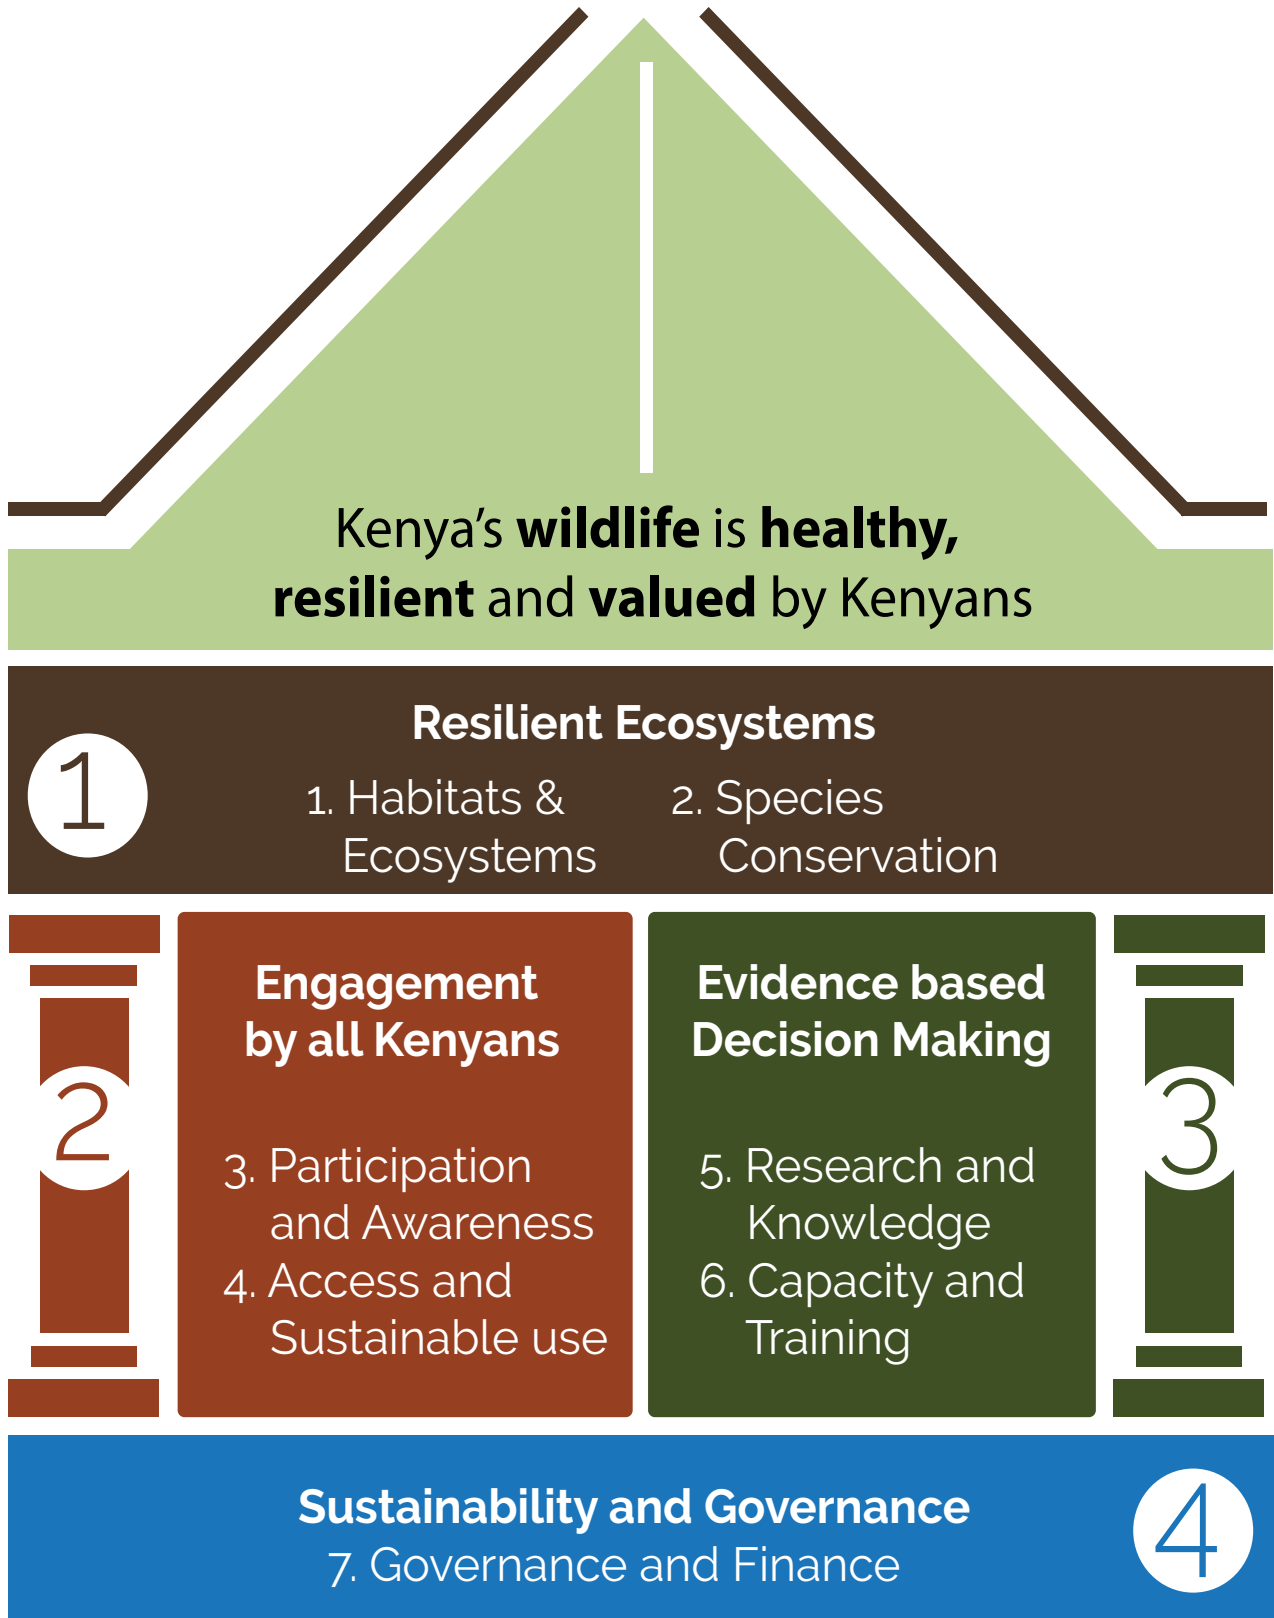 Kenya's wildlife is healthy,
resilient and valued by Kenyans
1
Resilient Ecosystems
1. Habitats &
Ecosystems
2. Species
Conservation
2
Engagement
by all Kenyans
3. Participation
and Awareness
4. Access and
Sustainable use
Evidence based
Decision Making
5. Research and
Knowledge
6. Capacity and
Training
3
Sustainability and Governance
7. Governance and Finance
4